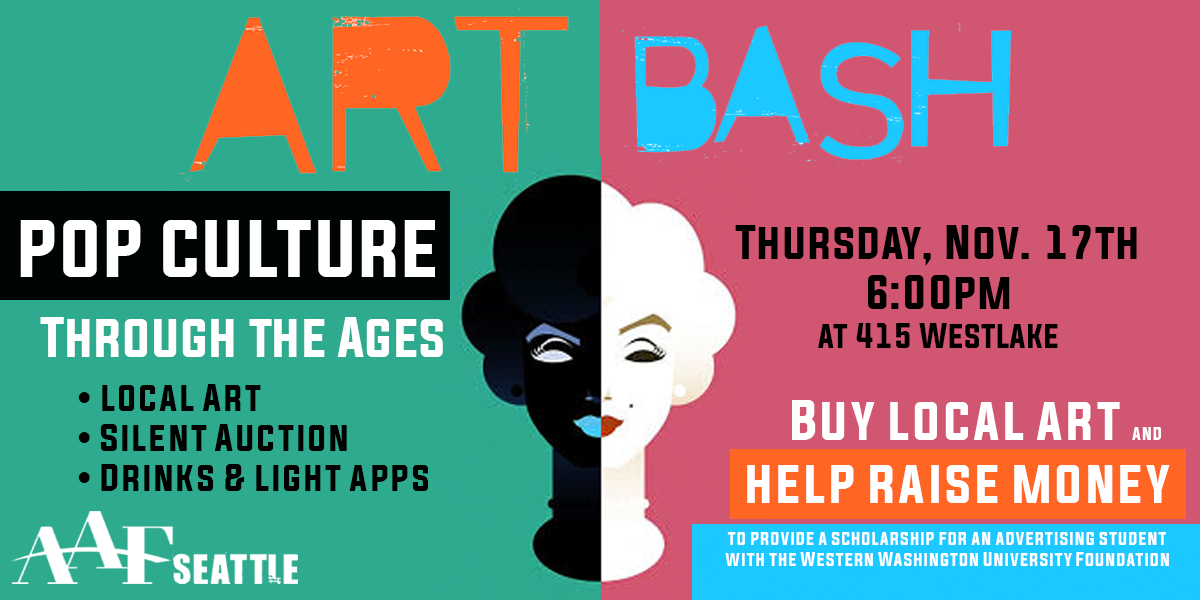 ART BASH
POP CULTURE
THROUGH THE AGES
• LOCAL ART
• SILENT AUCTION
• DRINKS & LIGHT APPS
AAF SEATTLE
THURSDAY, NOV. 17TH
6:00PM
AT 415 WESTLAKE
BUY LOCAL ART AND
HELP RAISE MONEY
TO PROVIDE A SCHOLARSHIP FOR AN ADVERTISING STUDENT
WITH THE WESTERN WASHINGTON UNIVERSITY FOUNDATION